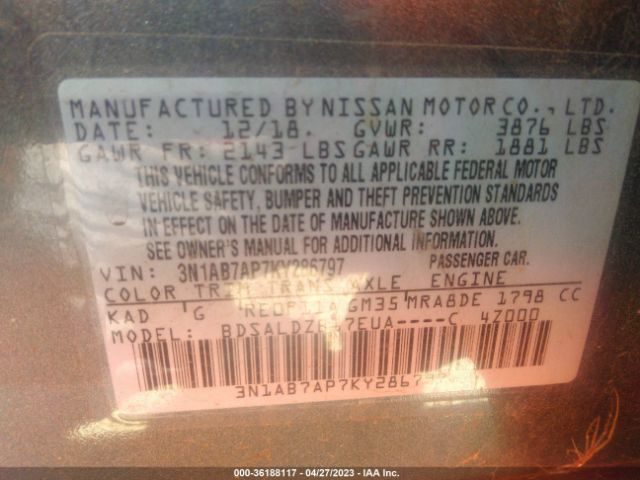 MANUFACTURED BY NISSAN MOTOR CO., LTD.
DATE: 12/18. GVWR: 3876 LBS
GAWR FR: 2143 LBS GAWR RR: 1881 LBS
THIS VEHICLE CONFORMS TO ALL APPLICABLE FEDERAL MOTOR
VEHICLE SAFETY, BUMPER AND THEFT PREVENTION STANDARDS
IN EFFECT ON THE DATE OF MANUFACTURE SHOWN ABOVE.
SEE OWNER'S MANUAL FOR ADDITIONAL INFORMATION
VIN: 3N1AB7AP7KY286797 PASSENGER CAR.
COLOR TRIM TRANS AXLE ENGINE
KAD G GM35 MRA8DE 1798 CC
MODEL: C 4Z000
000-36188117 - 04/27/2023 - IAA Inc.